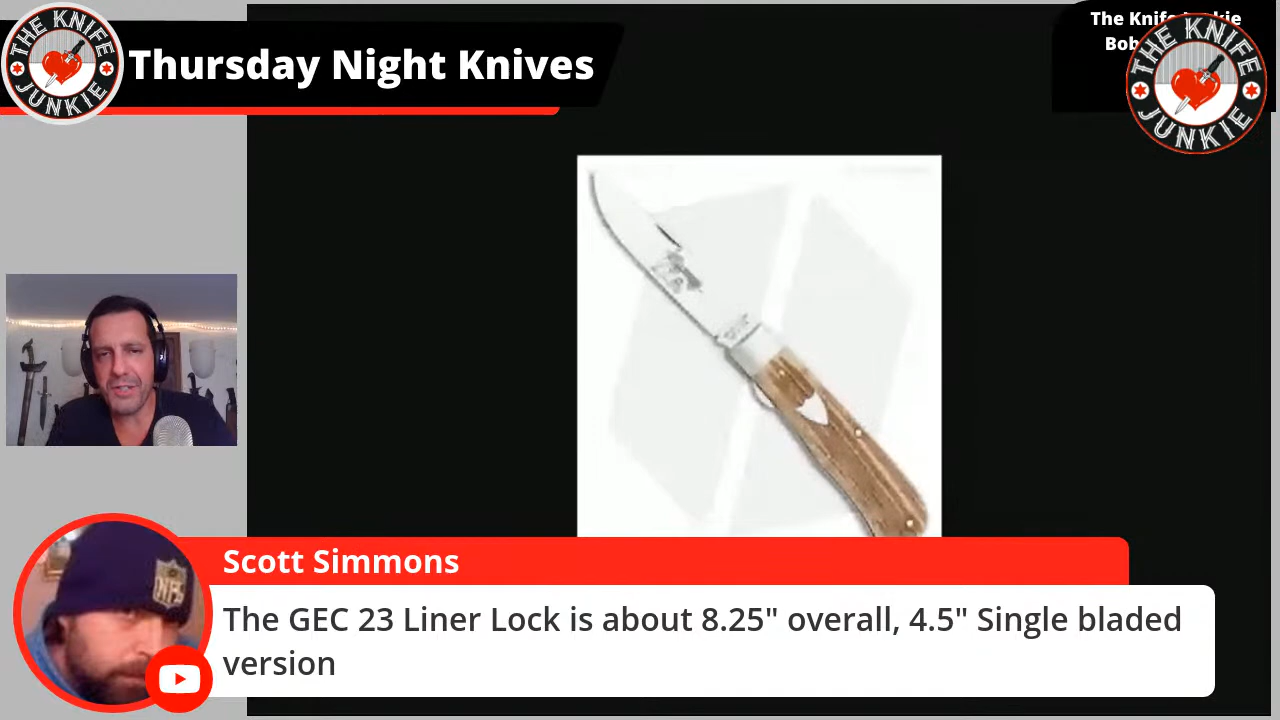 THE KNIFE
JUNKIE
Thursday Night Knives
The Knife Junkie
Bob
THE KNIFE
JUNKIE
Scott Simmons
The GEC 23 Liner Lock is about 8.25" overall, 4.5" Single bladed
version
NFL